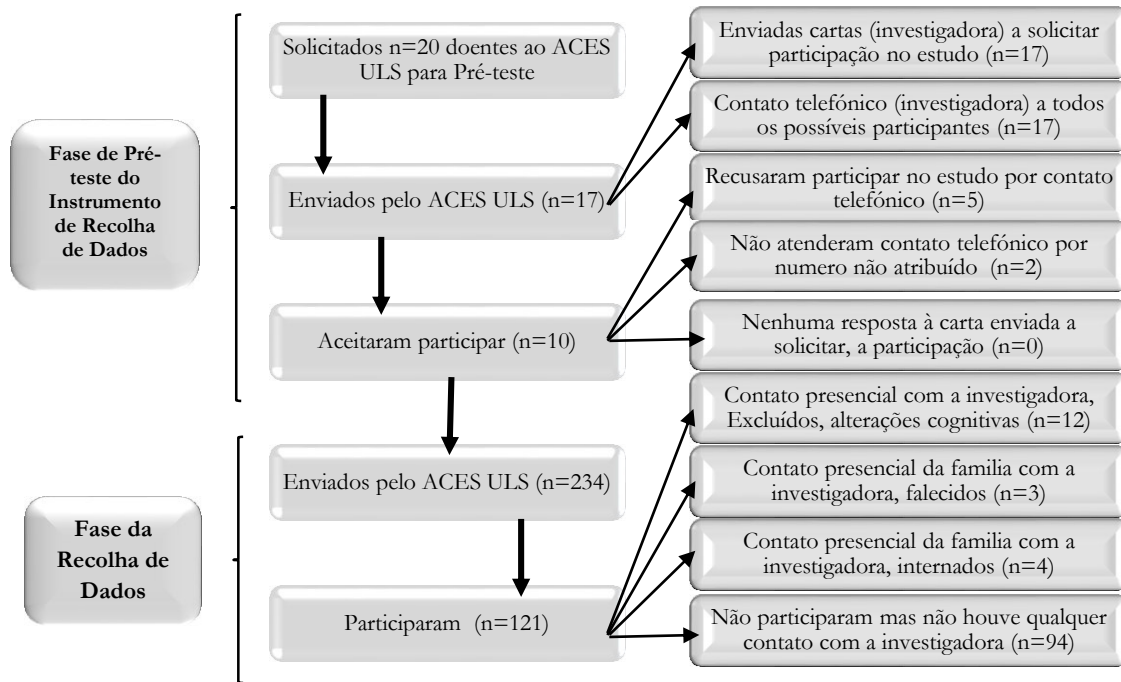 Fase de Pré-
teste do
Instrumento
de Recolha
de Dados
Solicitados n=20 doentes ao ACES
ULS para Pré-teste
Enviados pelo ACES ULS (n=17)
Aceitaram participar (n=10)
Enviadas cartas (investigadora) a solicitar
participação no estudo (n=17)
Contato telefónico (investigadora) a todos
os possíveis participantes (n=17)
Recusaram participar no estudo por contato
telefónico (n=5)
Não atenderam contato telefónico por
numero não atribuído (n=2)
Nenhuma resposta à carta enviada a
solicitar, a participação (n=0)
Fase da
Recolha de
Dados
Enviados pelo ACES ULS (n=234)
Participaram (n=121)
Contato presencial com a investigadora,
Excluídos, alterações cognitivas (n=12)
Contato presencial da familia com a
investigadora, falecidos (n=3)
Contato presencial da familia com a
investigadora, internados (n=4)
Não participaram mas não houve qualquer
contato com a investigadora (n=94)